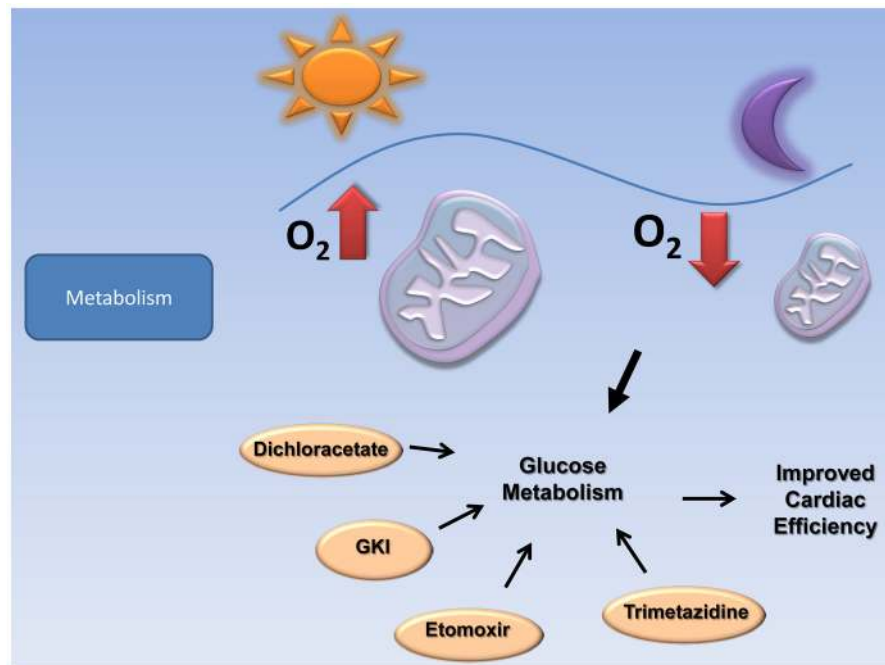 O₂
O₂
Metabolism
Dichloracetate
Glucose
Metabolism
Improved
Cardiac
Efficiency
GKI
Etomoxir
Trimetazidine